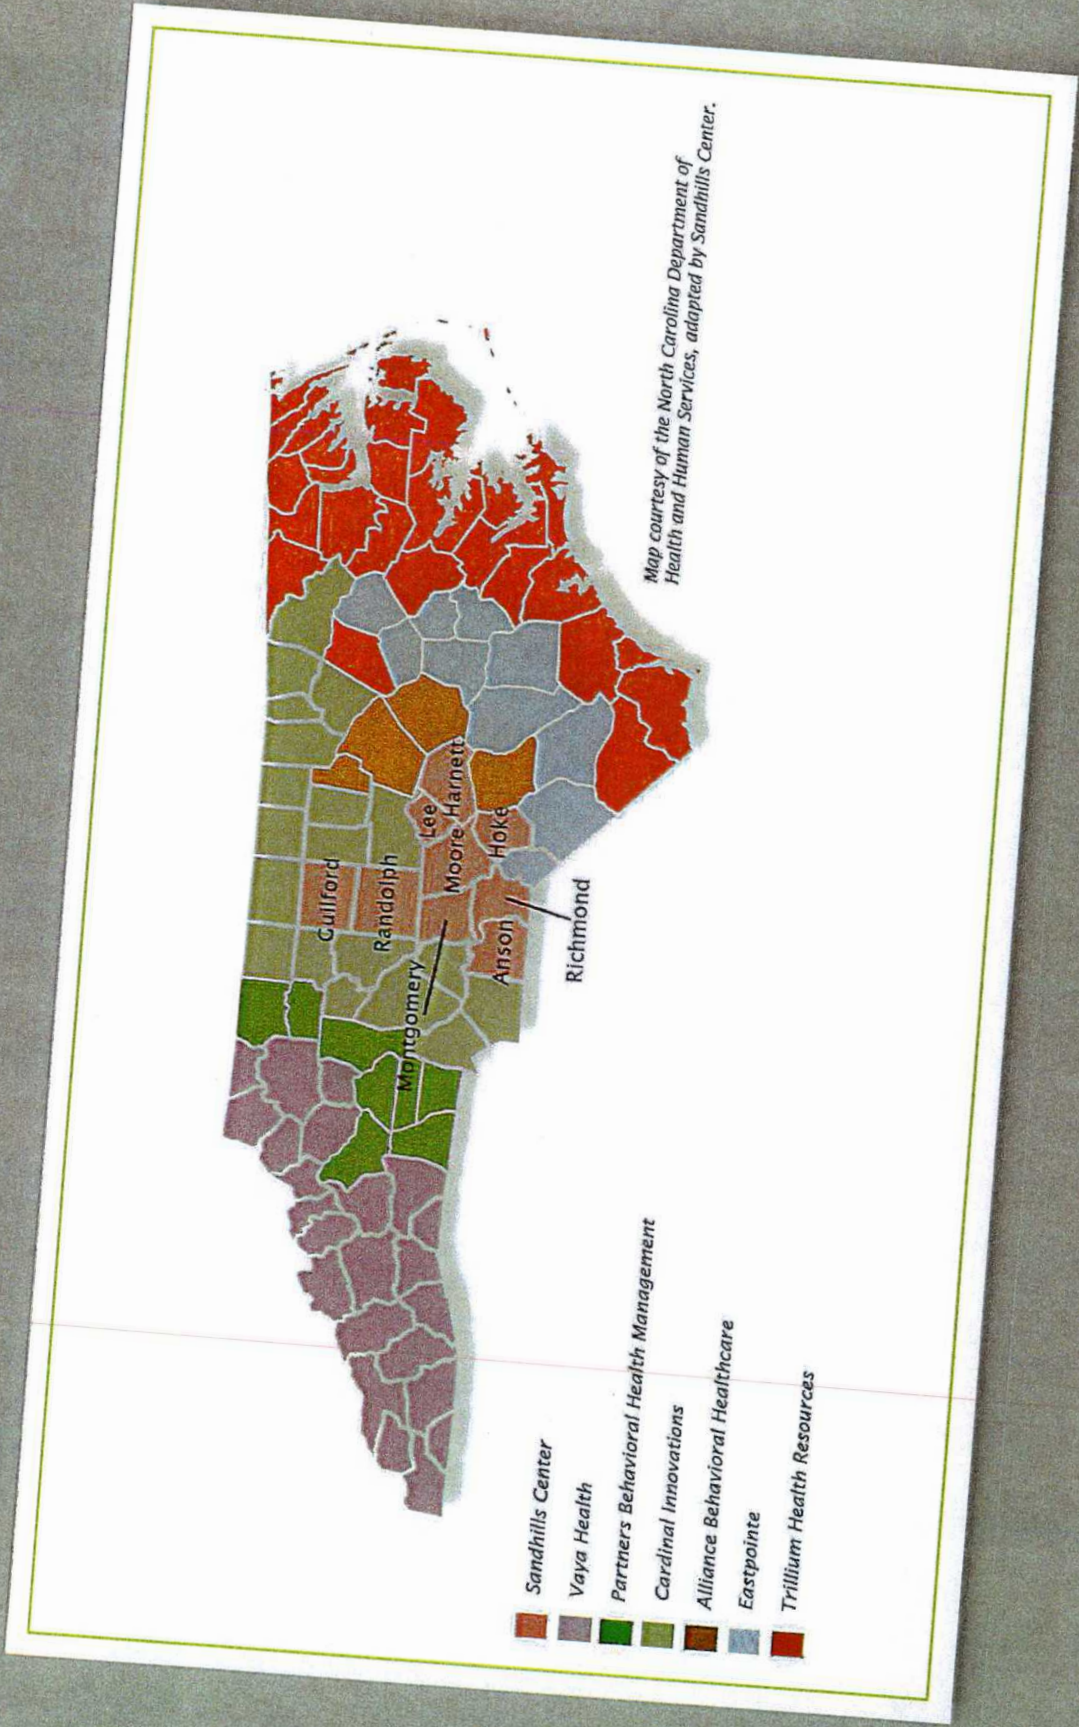 Guilford
Randolph
Montgomery
Lee
Moore
Harnett
Anson
Hoke
Richmond
Sandhills Center
Vaya Health
Partners Behavioral Health Management
Cardinal Innovations
Alliance Behavioral Healthcare
Eastpointe
Trillium Health Resources
Map courtesy of the North Carolina Department of
Health and Human Services, adapted by Sandhills Center.